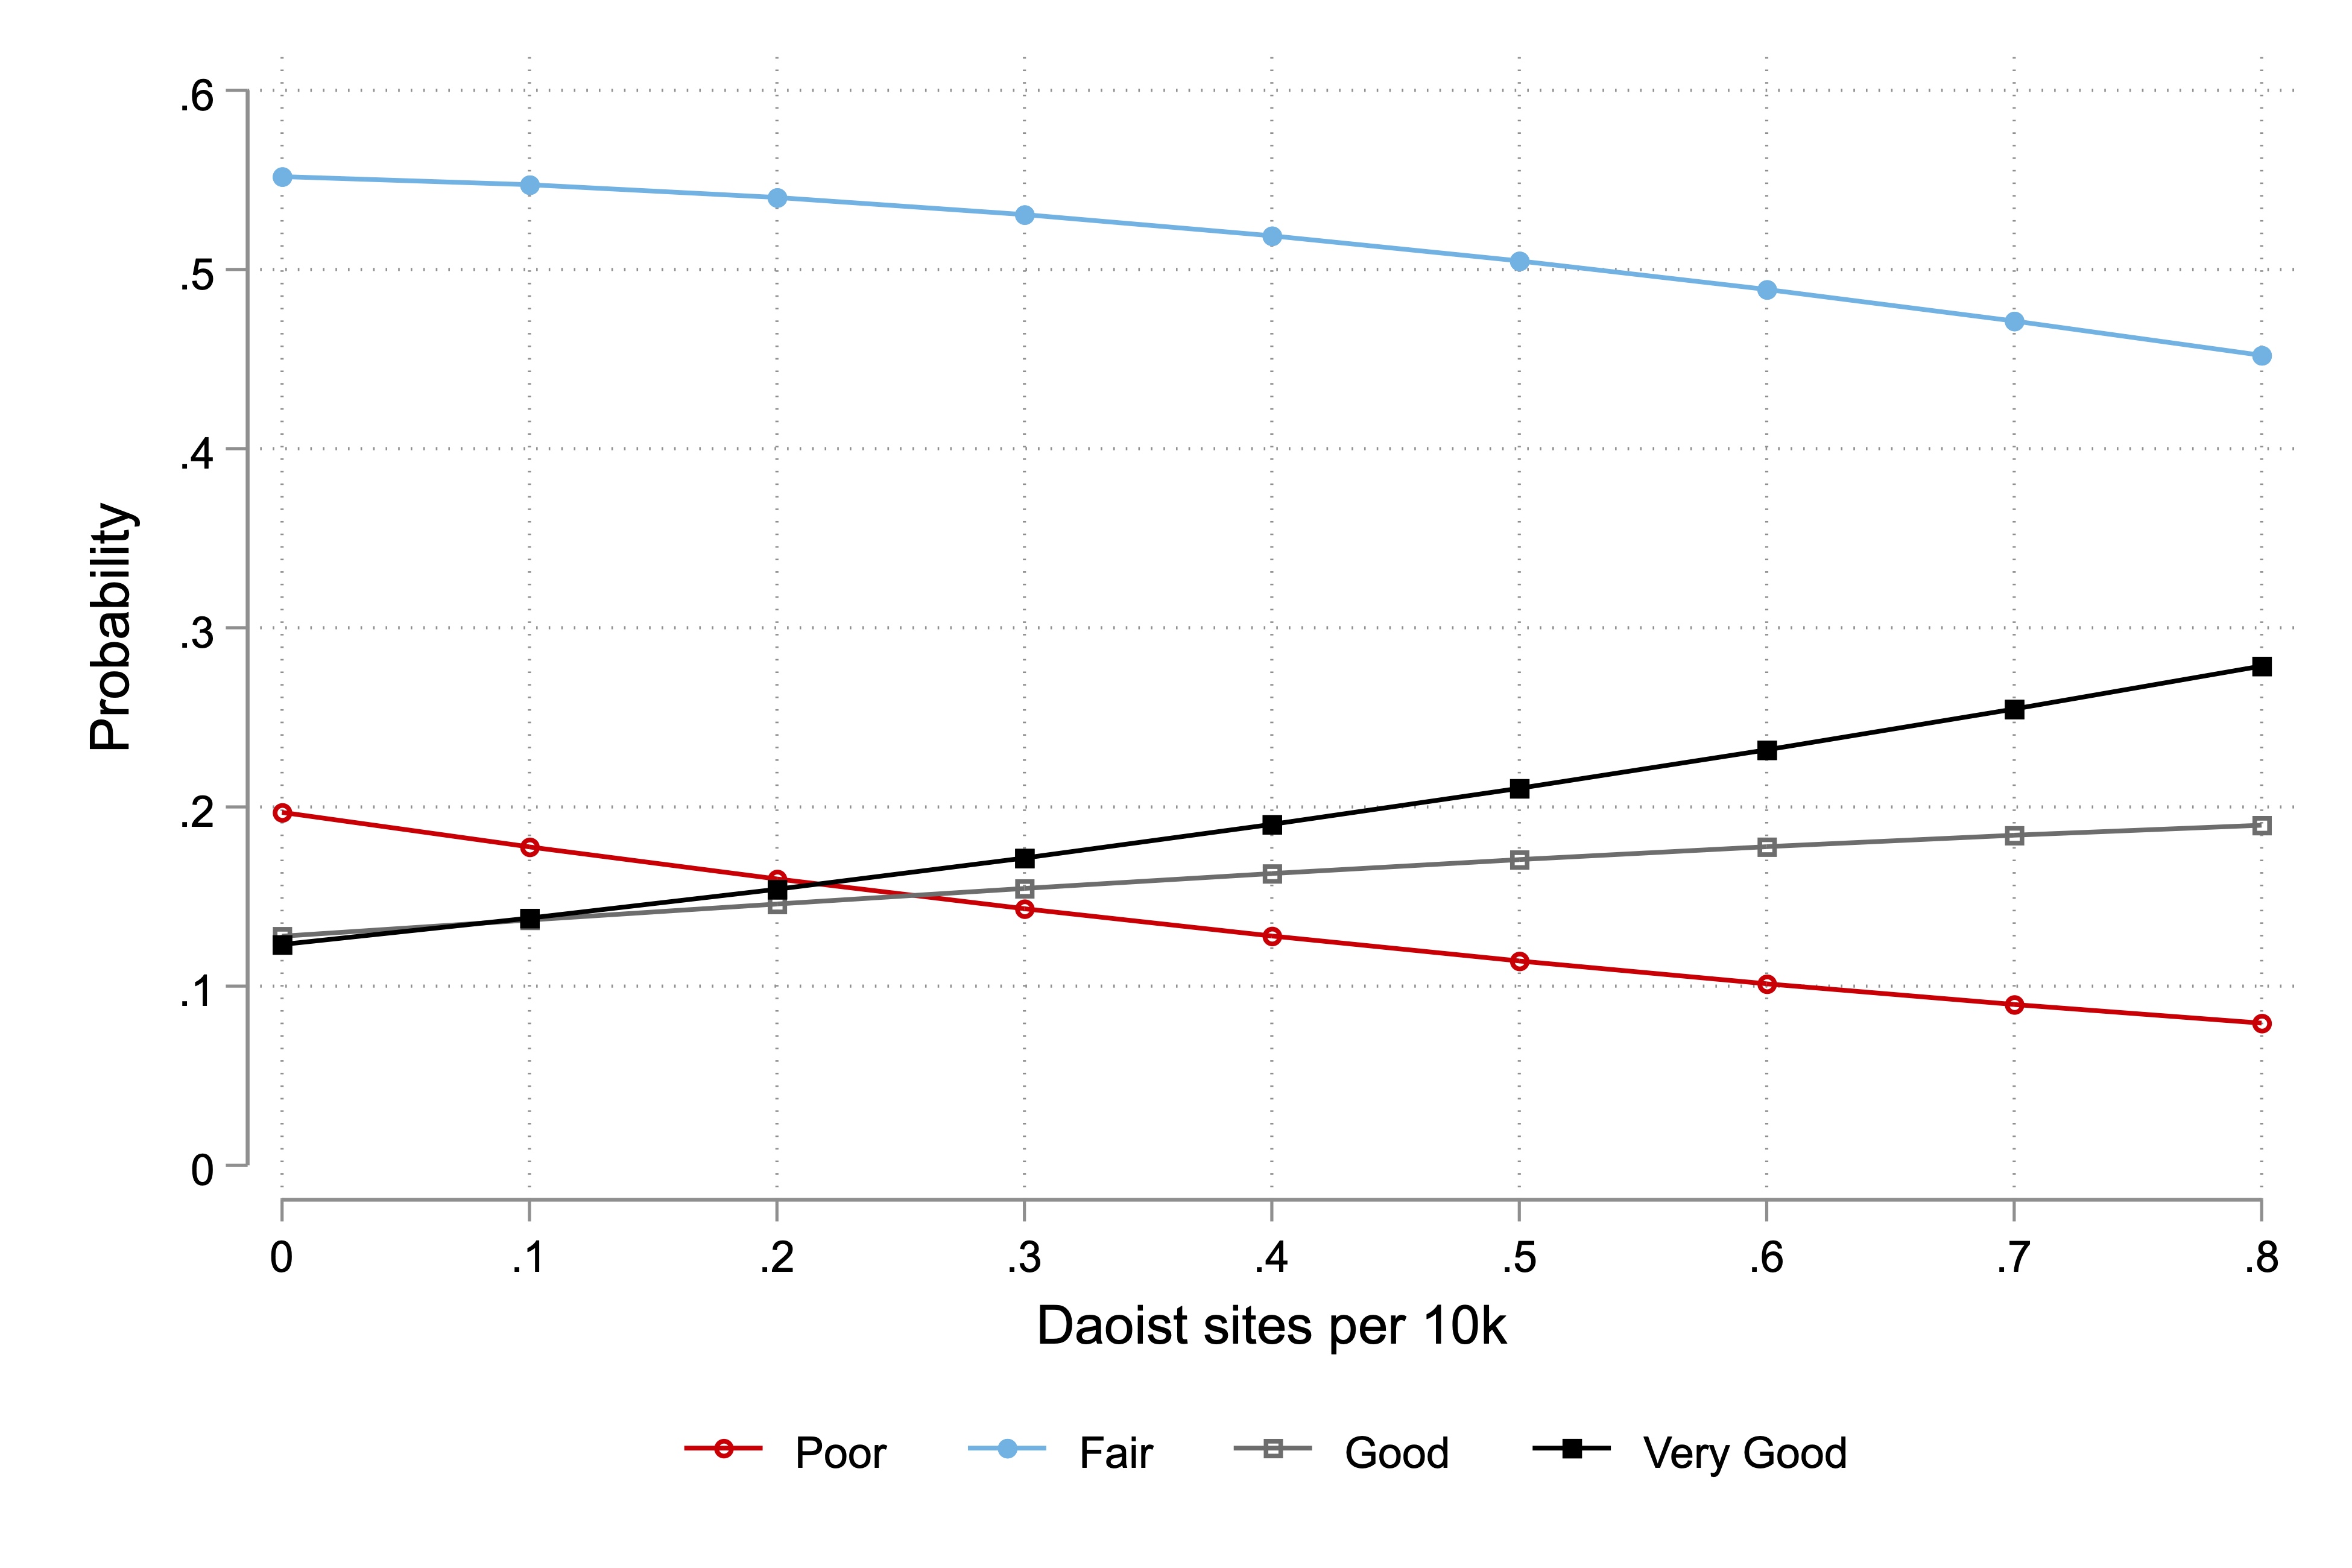 .6
.5
.4
.3
.2
.1
0
Probability
0 .1 .2 .3 .4 .5 .6 .7 .8
Daoist sites per 10k
Poor Fair Good Very Good